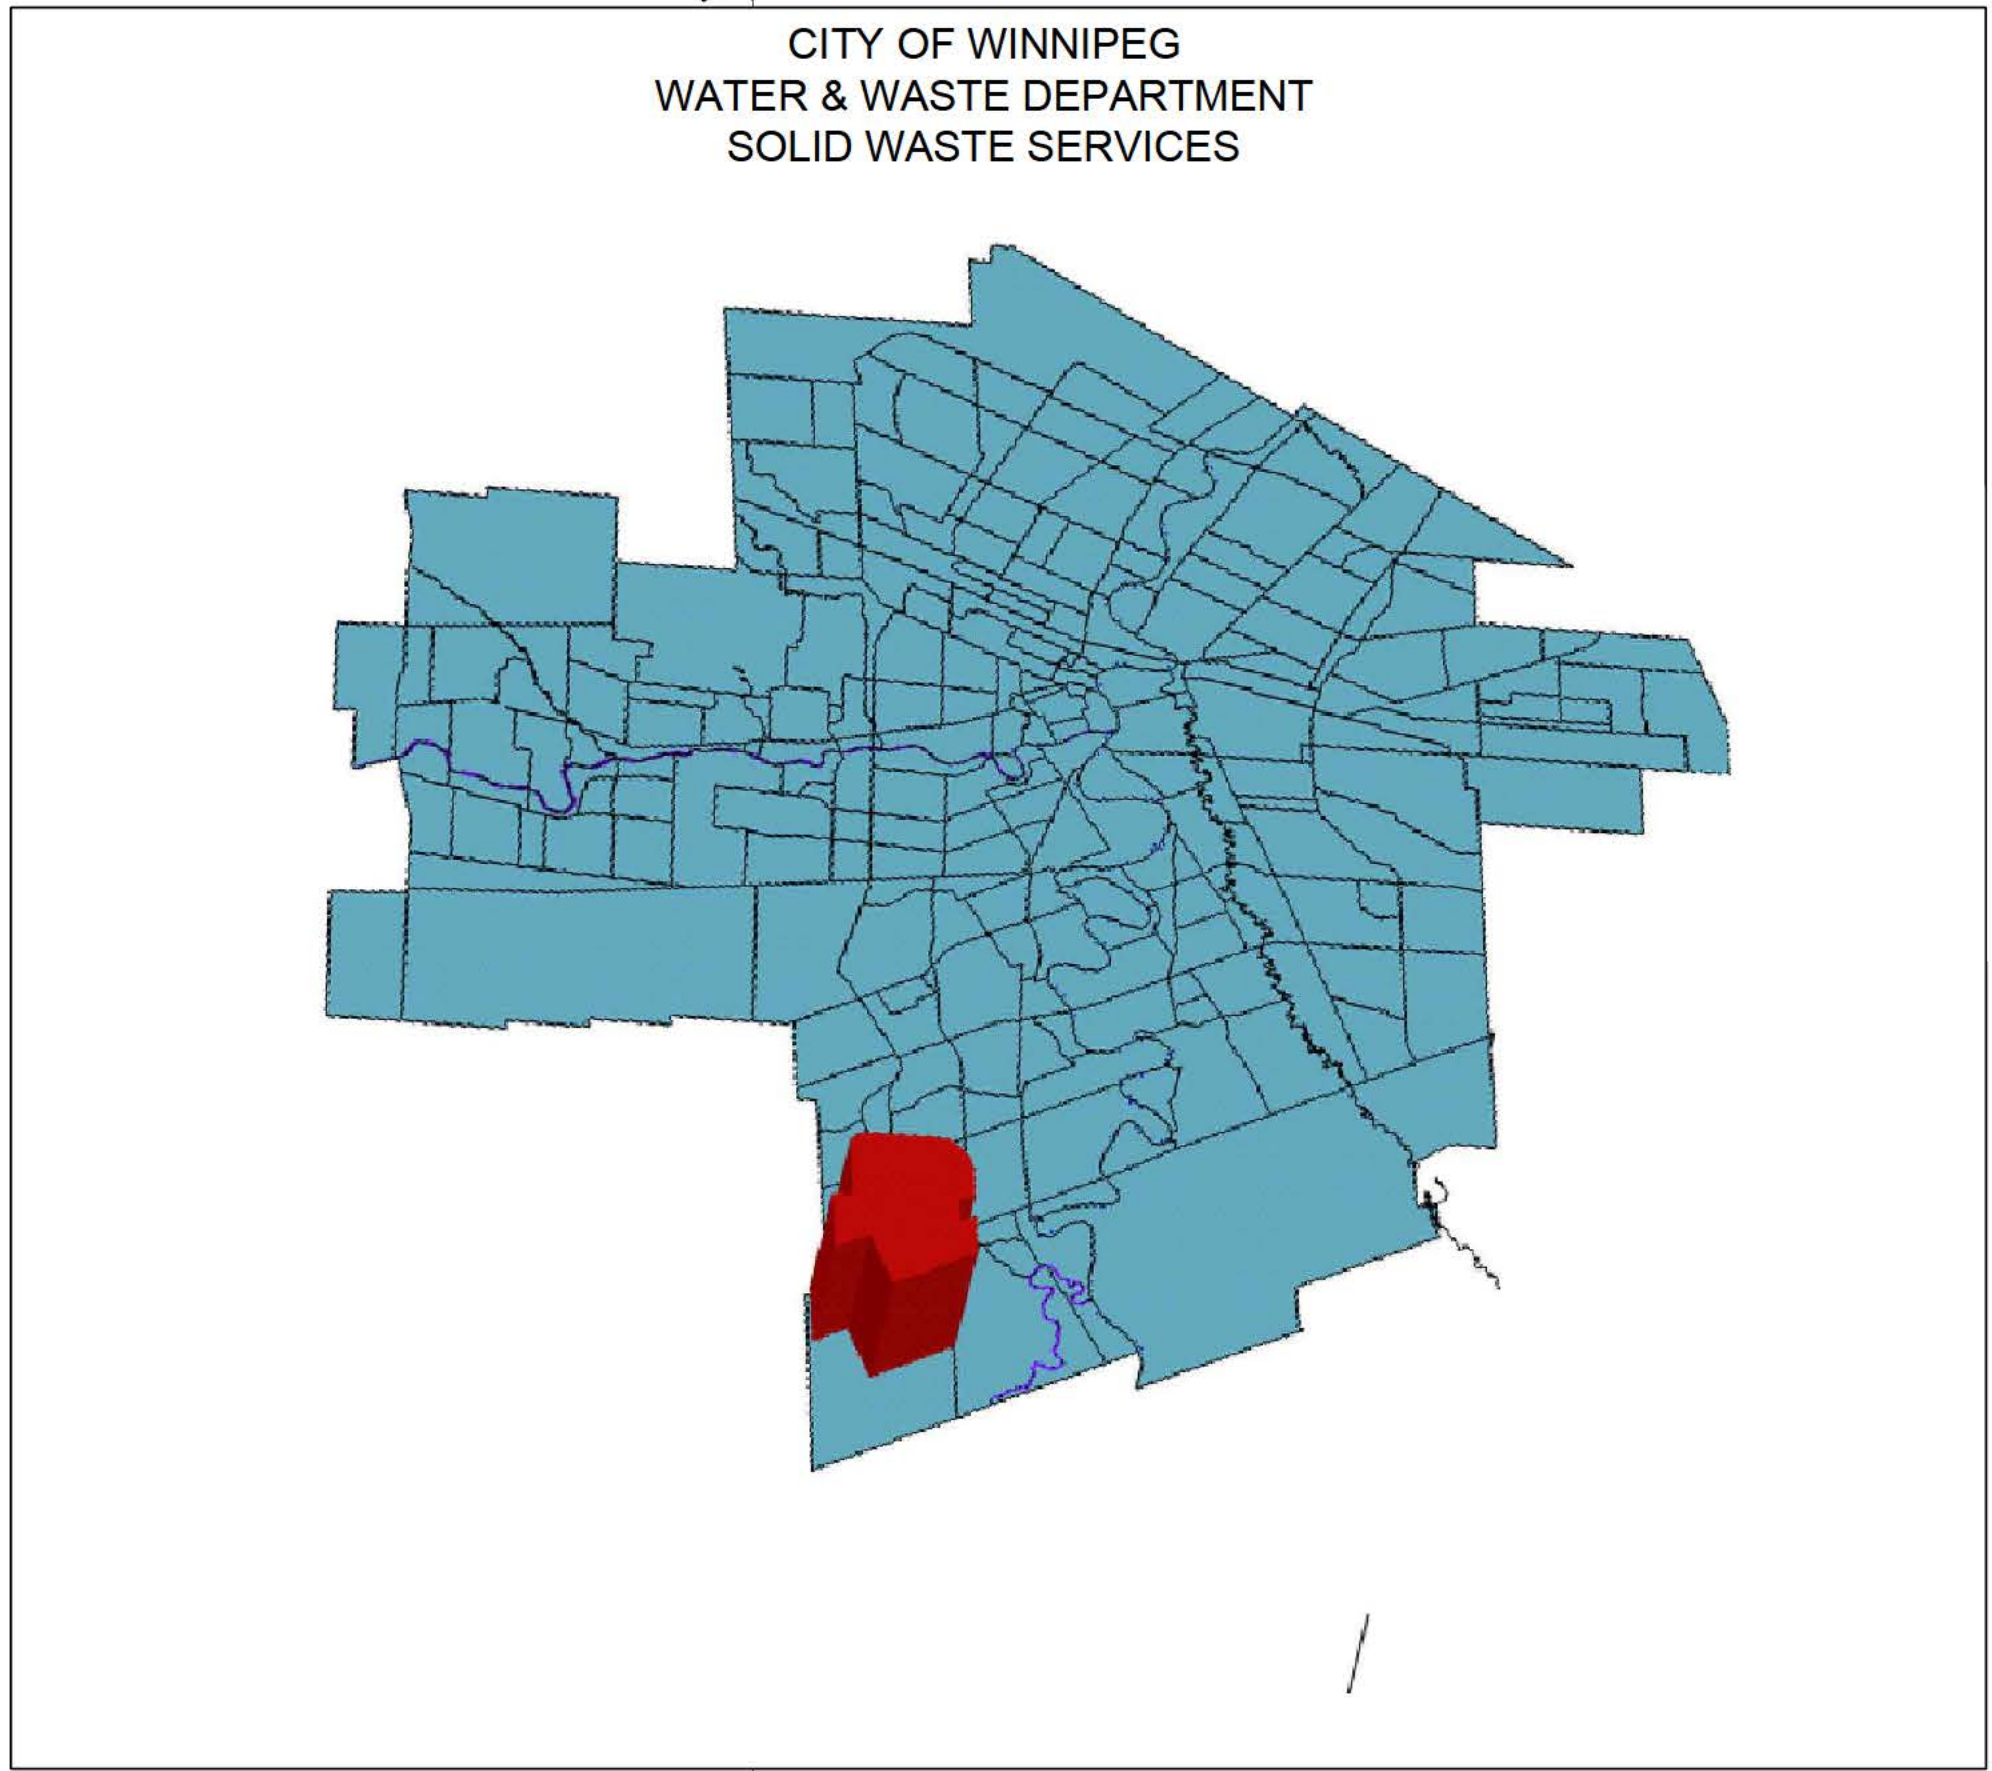 CITY OF WINNIPEG
WATER & WASTE DEPARTMENT
SOLID WASTE SERVICES